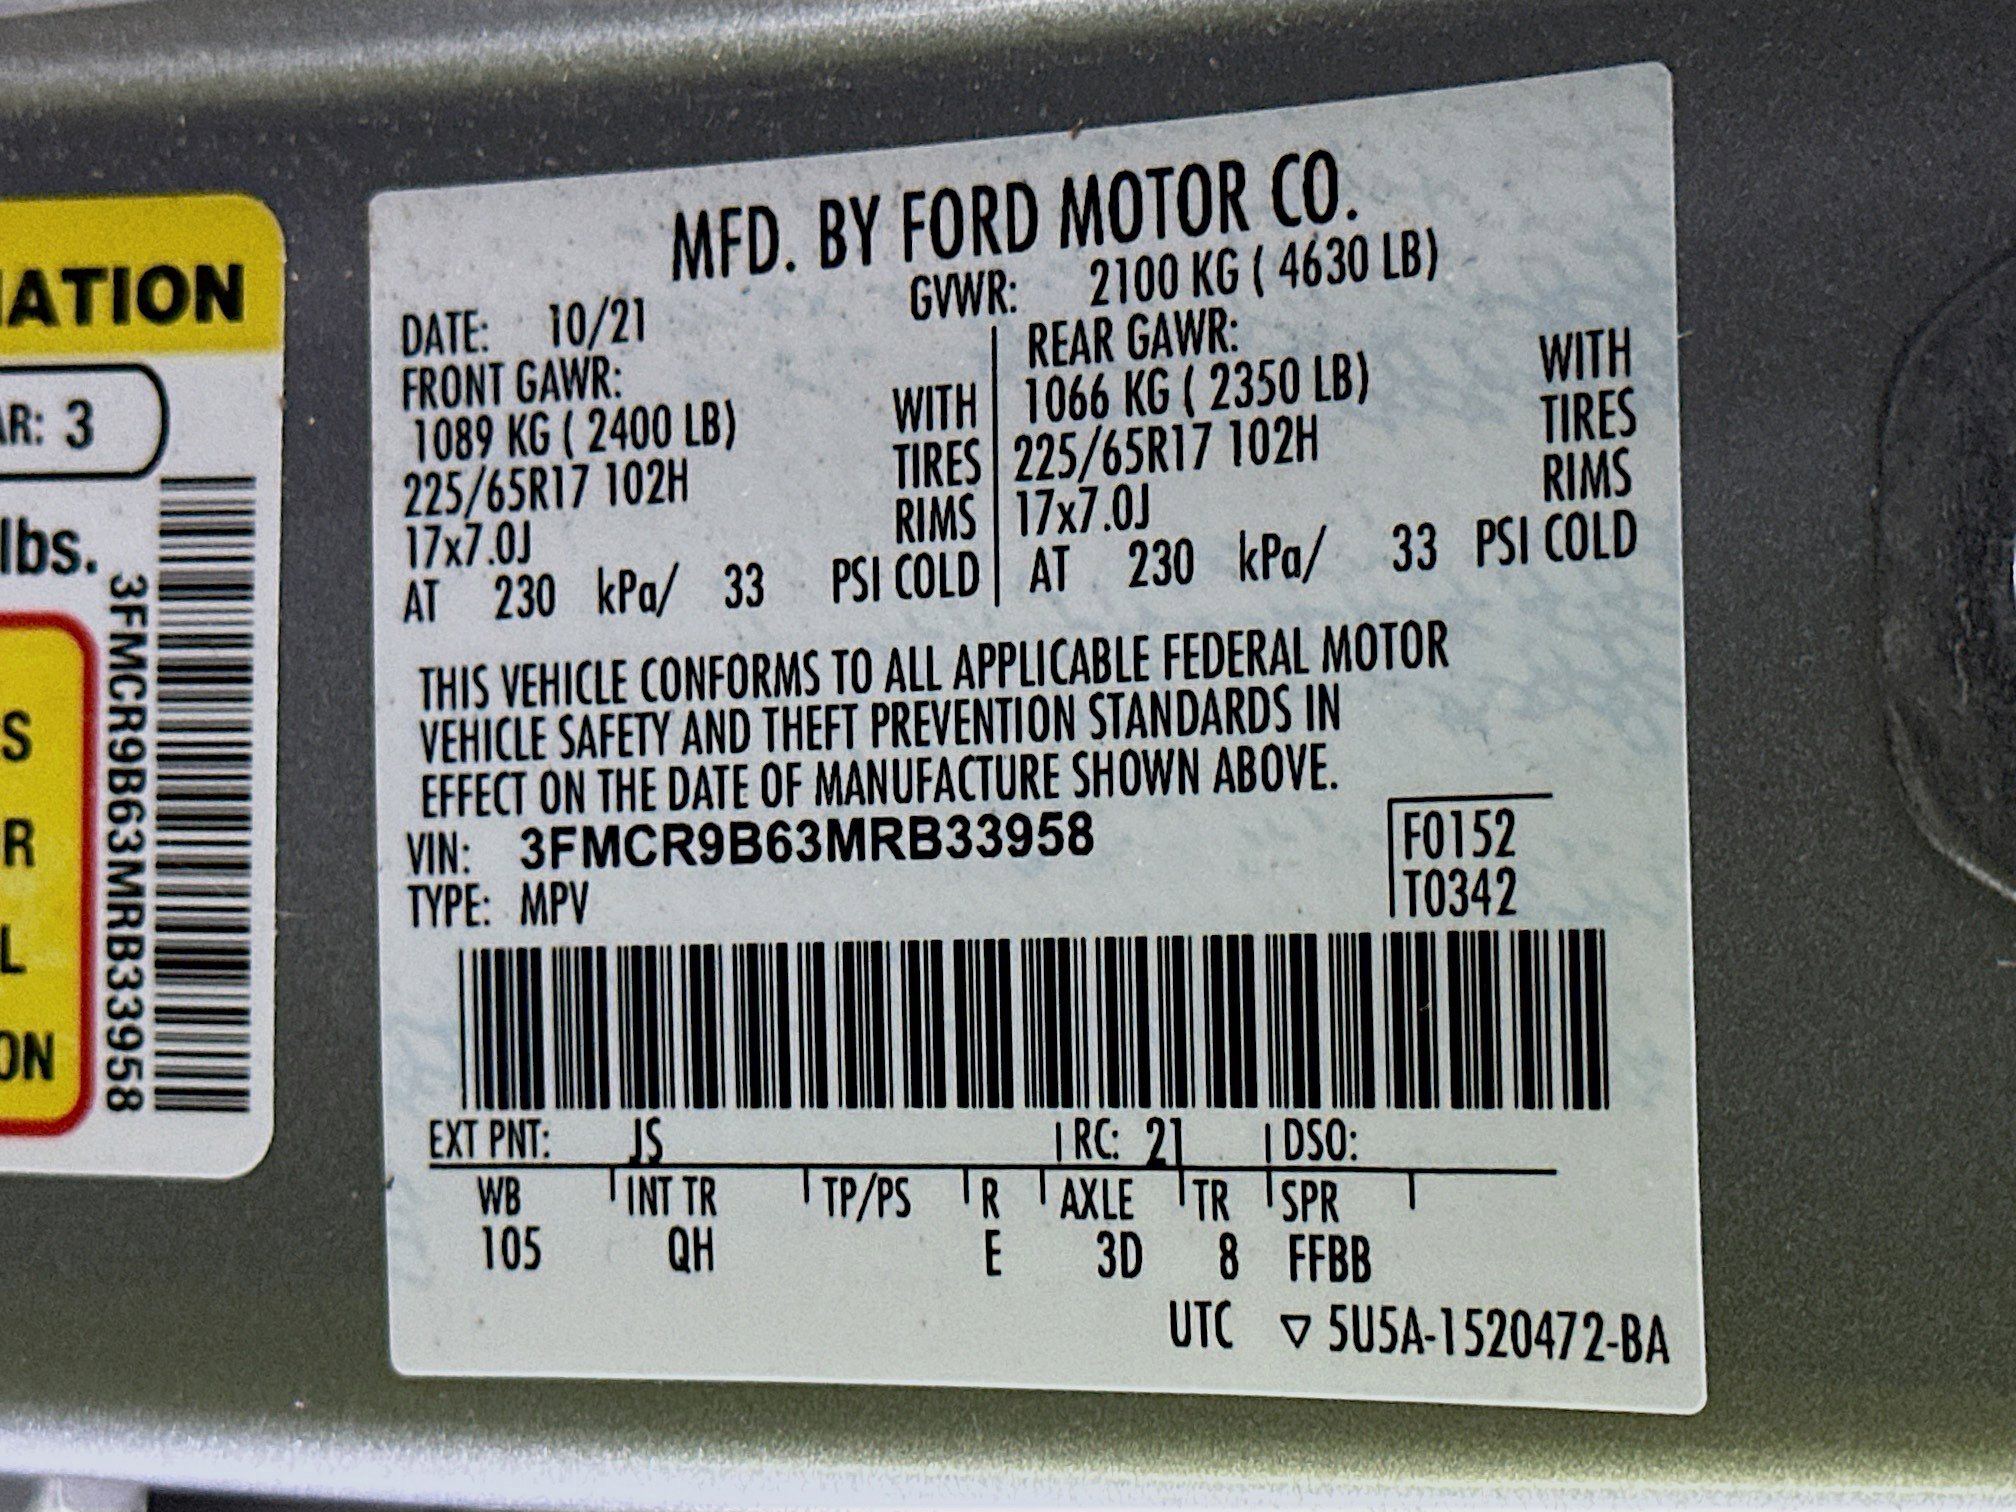 MFD. BY FORD MOTOR CO.
DATE: 10/21 GVWR: 2100 KG ( 4630 LB)
FRONT GAWR: REAR GAWR:
1089 KG ( 2400 LB) WITH 1066 KG ( 2350 LB) WITH
225/65R17 102H TIRES 225/65R17 102H TIRES
17x7.0J RIMS 17x7.0J RIMS
AT 230 kPa/ 33 PSI COLD AT 230 kPa/ 33 PSI COLD
THIS VEHICLE CONFORMS TO ALL APPLICABLE FEDERAL MOTOR
VEHICLE SAFETY AND THEFT PREVENTION STANDARDS IN
EFFECT ON THE DATE OF MANUFACTURE SHOWN ABOVE.
VIN: 3FMCR9B63MRB33958 F0152
TYPE: MPV T0342
EXT PNT: JS RC: 21 DSO:
WB INT TR TP/PS R AXLE TR SPR
105 QH E 3D 8 FFBB
UTC ▽ 5U5A-1520472-BA
IATION
AR: 3
lbs.
3FMCR9B63MRB33958
S
R
L
ON